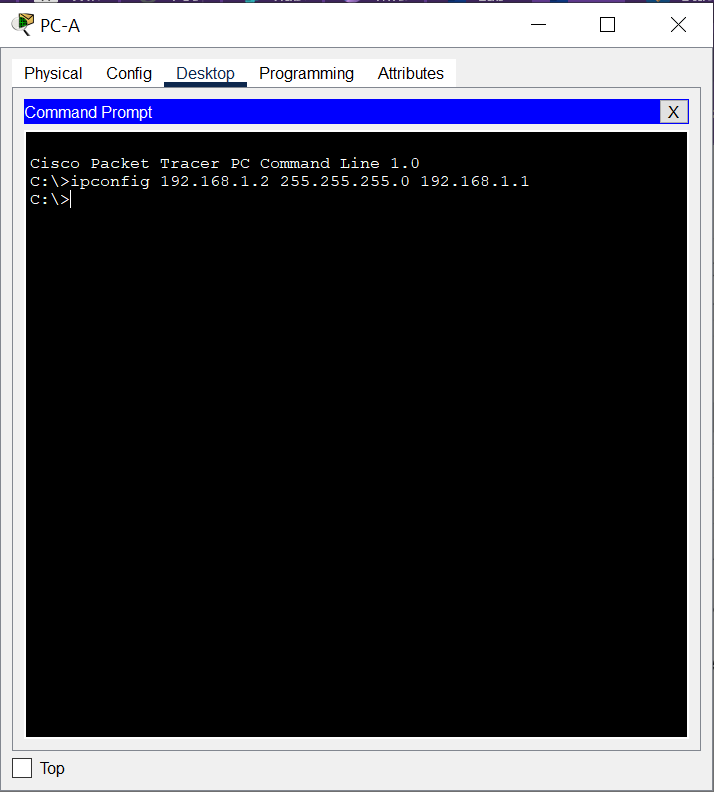 PC-A
Physical Config Desktop Programming Attributes
Command Prompt X
Cisco Packet Tracer PC Command Line 1.0
C:\>ipconfig 192.168.1.2 255.255.255.0 192.168.1.1
C:\>
Top